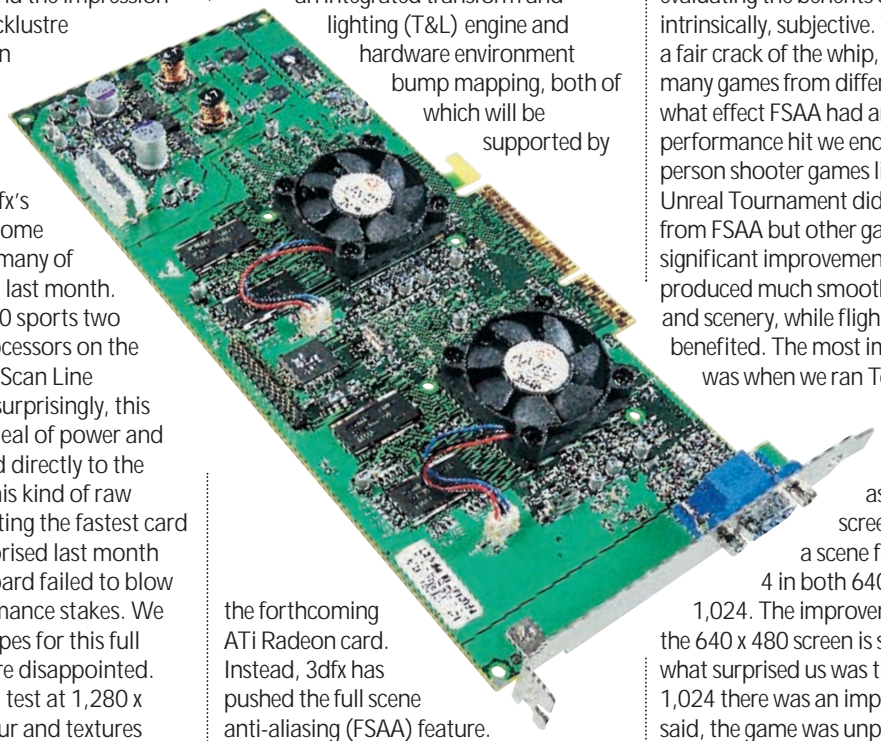 nd the impression
cklustre
n
fx's
ome
many of
last month.
0 sports two
ocessors on the
Scan Line
surprisingly, this
eal of power and
d directly to the
his kind of raw
ting the fastest card
prised last month
oard failed to blow
mance stakes. We
pes for this full
re disappointed.
test at 1,280 x
ur and textures
an integrated transform and
lighting (T&L) engine and
hardware environment
bump mapping, both of
which will be
supported by
the forthcoming
ATi Radeon card.
Instead, 3dfx has
pushed the full scene
anti-aliasing (FSAA) feature.
evaluating the benefits
intrinsically, subjective.
a fair crack of the whip,
many games from differ
what effect FSAA had a
performance hit we end
person shooter games li
Unreal Tournament did
from FSAA but other ga
significant improvemen
produced much smooth
and scenery, while fligh
benefited. The most in
was when we ran To
as
scree
a scene f
4 in both 640
1,024. The improver
the 640 x 480 screen is s
what surprised us was t
1,024 there was an imp
said, the game was unp